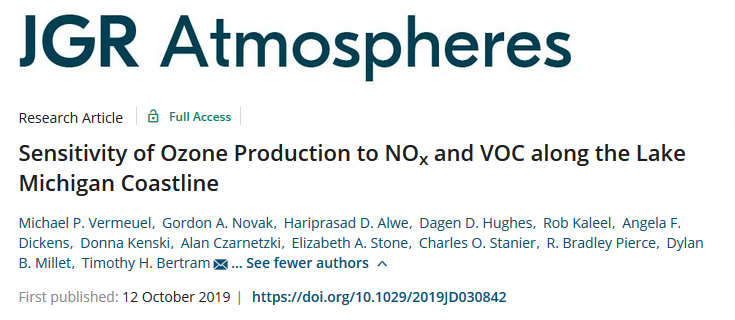 JGR Atmospheres
Research Article | Full Access
Sensitivity of Ozone Production to NOx and VOC along the Lake
Michigan Coastline
Michael P. Vermeuel, Gordon A. Novak, Hariprasad D. Alwe, Dagen D. Hughes, Rob Kaleel, Angela F.
Dickens, Donna Kenski, Alan Czarnetzki, Elizabeth A. Stone, Charles O. Stanier, R. Bradley Pierce, Dylan
B. Millet, Timothy H. Bertram ... See fewer authors
First published: 12 October 2019 | https://doi.org/10.1029/2019JD030842